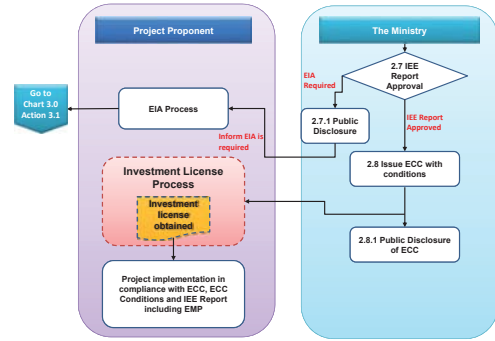 Project Proponent
The Ministry
2.7 IEE
Report
Approval
EIA
Required
Go to
Chart 3.0
Action 3.1
EIA Process
2.7.1 Public
Disclosure
IEE Report
Approved
Inform EIA is
required
2.8 Issue ECC with
conditions
Investment License
Process
Investment
license
obtained
2.8.1 Public Disclosure
of ECC
Project implementation in
compliance with ECC, ECC
Conditions and IEE Report
including EMP